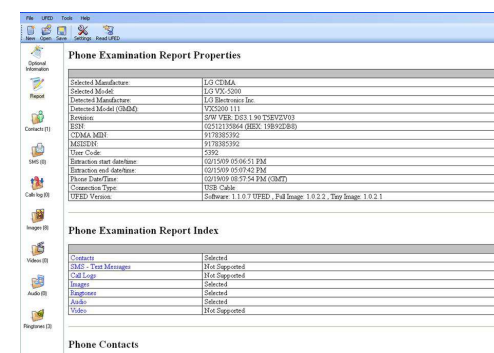 File UFED Tools Help
New Open Save Settings Read UFED
Optional Information
Report
Contacts (1)
SMS (0)
Calls log (0)
Images (8)
Videos (0)
Audio (0)
Ringtones (3)
Phone Examination Report Properties
Selected Manufacture: LG CDMA
Selected Model: LG VX-5200
Detected Manufacture: LG Electronics Inc.
Detected Model (GMM): VX5200 111
Revision: S/W VER: DS3.1.90 T5EVZV03
ESN: 02512135864 (HEX: 19B92DB8)
CDMA MIN: 9178385392
MSISDN: 9178385392
User Code: 5392
Extraction start date/time: 02/15/09 05:06:51 PM
Extraction end date/time: 02/15/09 05:07:42 PM
Phone Date/Time: 02/19/09 08:57:54 PM (GMT)
Connection Type: USB Cable
UFED Version: Software: 1.1.0.7 UFED , Full Image: 1.0.2.2 , Tiny Image: 1.0.2.1
Phone Examination Report Index
Contacts Selected
SMS - Text Messages Not Supported
Call Logs Not Supported
Images Selected
Ringtones Selected
Audio Selected
Video Not Supported
Phone Contacts